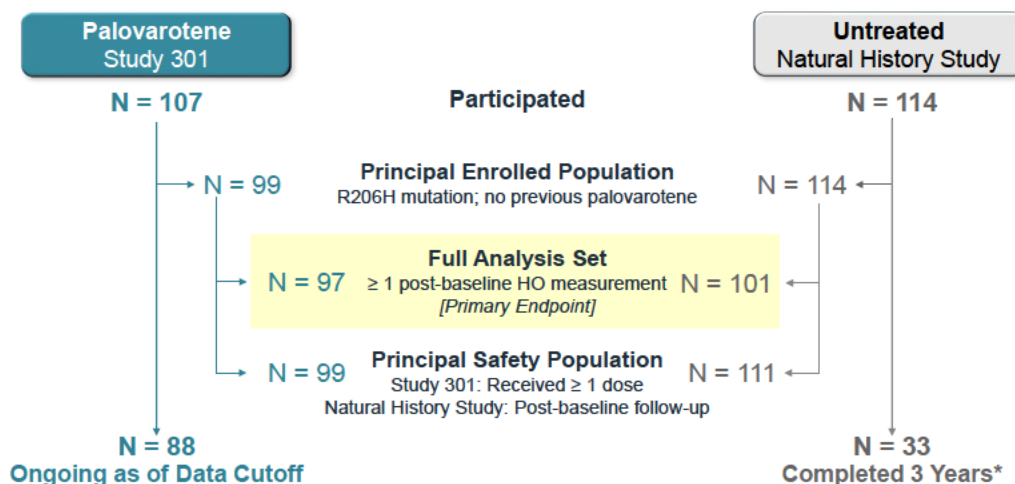 Palovarotene
Study 301
Untreated
Natural History Study
N = 107
Participated
N = 114
Principal Enrolled Population
N = 99
R206H mutation; no previous palovarotene
N = 114
Full Analysis Set
N = 97
≥ 1 post-baseline HO measurement
N = 101
[Primary Endpoint]
Principal Safety Population
N = 99
Study 301: Received ≥ 1 dose
N = 111
Natural History Study: Post-baseline follow-up
N = 88
Ongoing as of Data Cutoff
N = 33
Completed 3 Years*